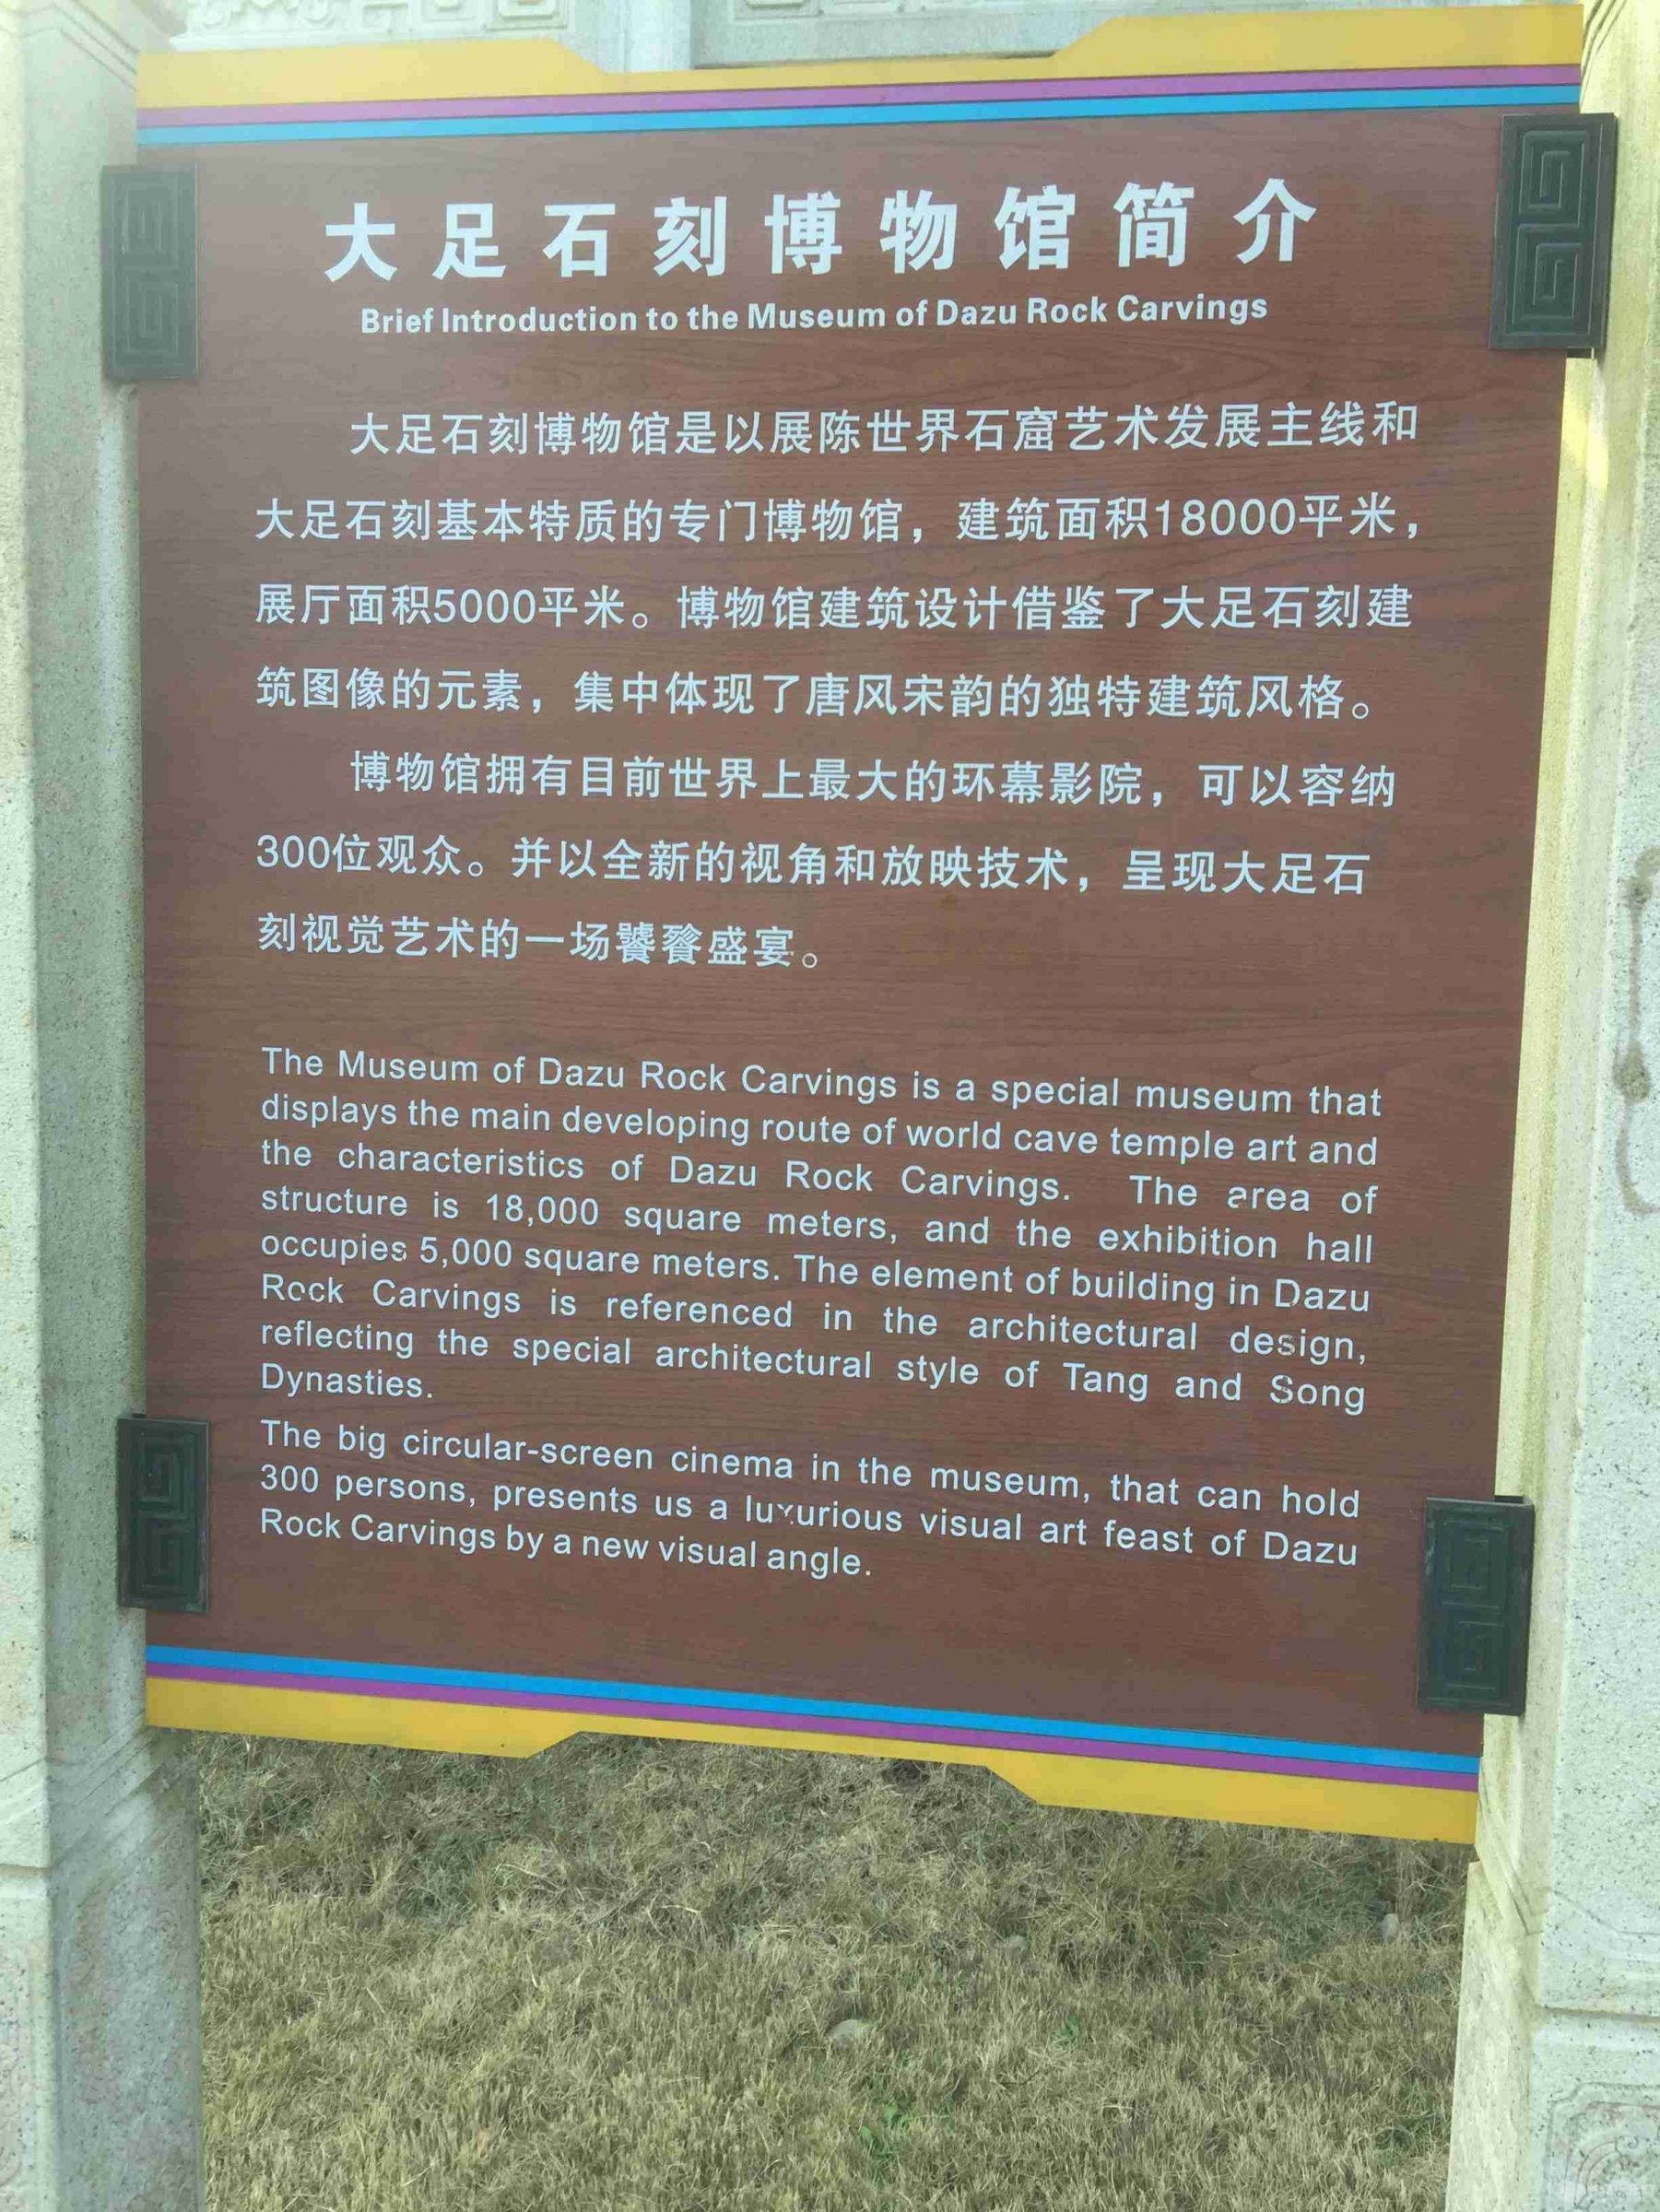 大足石刻博物馆简介
Brief Introduction to the Museum of Dazu Rock Carvings
大足石刻博物馆是以展陈世界石窟艺术发展主线和
大足石刻基本特质的专门博物馆，建筑面积18000平米，
展厅面积5000平米。博物馆建筑设计借鉴了大足石刻建
筑图像的元素，集中体现了唐风宋韵的独特建筑风格。
博物馆拥有目前世界上最大的环幕影院，可以容纳
300位观众。并以全新的视角和放映技术，呈现大足石
刻视觉艺术的一场饕餮盛宴。
The Museum of Dazu Rock Carvings is a special museum that
displays the main developing route of world cave temple art and
the characteristics of Dazu Rock Carvings. The area of
structure is 18,000 square meters, and the exhibition hall
occupies 5,000 square meters. The element of building in Dazu
Rock Carvings is referenced in the architectural design,
reflecting the special architectural style of Tang and Song
Dynasties.
The big circular-screen cinema in the museum, that can hold
300 persons, presents us a luxurious visual art feast of Dazu
Rock Carvings by a new visual angle.